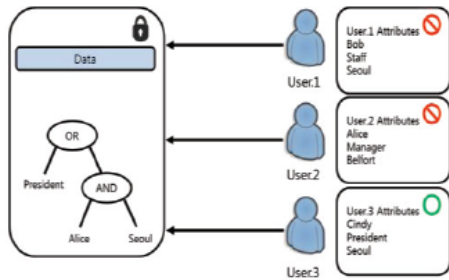 Data
OR
President
AND
Alice
Seoul
User.1
User.1 Attributes
Bob
Staff
Seoul
User.2
User.2 Attributes
Alice
Manager
Belfort
User.3
User.3 Attributes
Cindy
President
Seoul